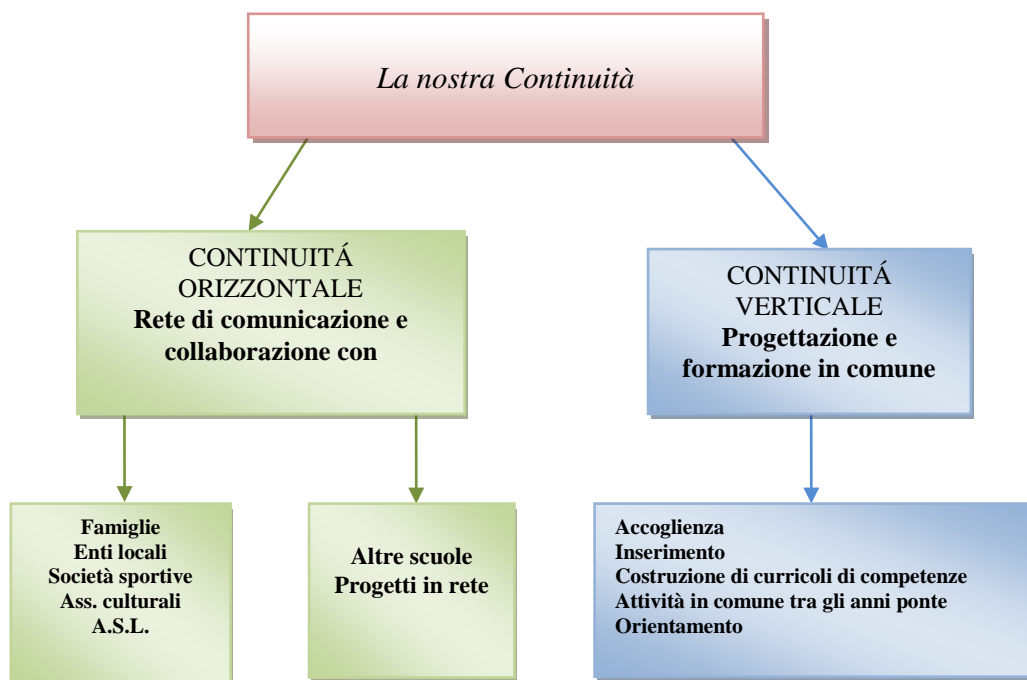 La nostra Continuità
CONTINUITÁ
ORIZZONTALE
Rete di comunicazione e
collaborazione con
CONTINUITÁ
VERTICALE
Progettazione e
formazione in comune
Famiglie
Enti locali
Società sportive
Ass. culturali
A.S.L.
Altre scuole
Progetti in rete
Accoglienza
Inserimento
Costruzione di curricoli di competenze
Attività in comune tra gli anni ponte
Orientamento